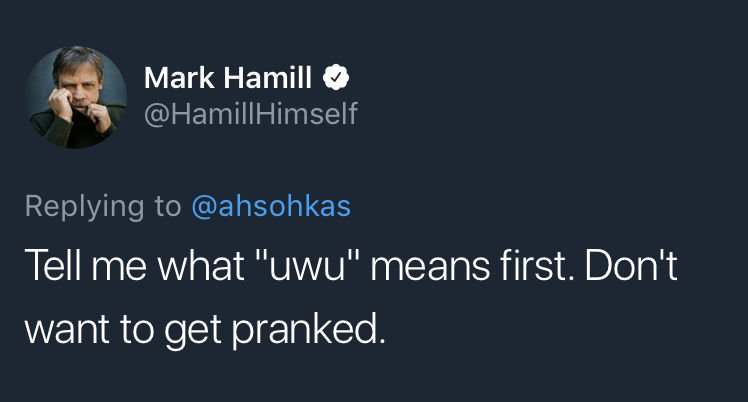 Mark Hamill
@HamillHimself
Replying to @ahsohkas
Tell me what "uwu" means first. Don't
want to get pranked.